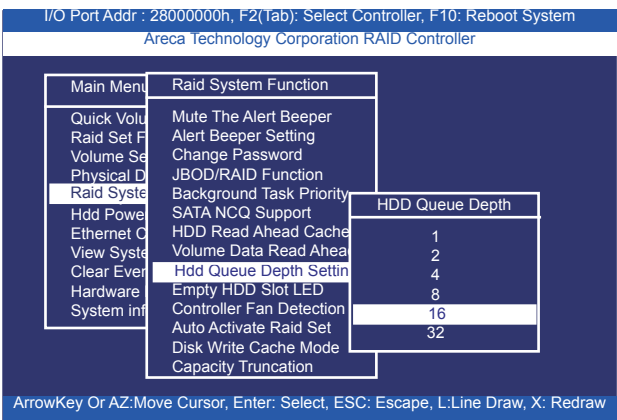 I/O Port Addr : 28000000h, F2(Tab): Select Controller, F10: Reboot System
Areca Technology Corporation RAID Controller
Main Menu
Quick Volu
Raid Set F
Volume Se
Physical D
Raid Syste
Hdd Powe
Ethernet C
View Syste
Clear Even
Hardware
System inf
Raid System Function
Mute The Alert Beeper
Alert Beeper Setting
Change Password
JBOD/RAID Function
Background Task Priority
SATA NCQ Support
HDD Read Ahead Cache
Volume Data Read Ahea
Hdd Queue Depth Settin
Empty HDD Slot LED
Controller Fan Detection
Auto Activate Raid Set
Disk Write Cache Mode
Capacity Truncation
HDD Queue Depth
1
2
4
8
16
32
ArrowKey Or AZ:Move Cursor, Enter: Select, ESC: Escape, L:Line Draw, X: Redraw